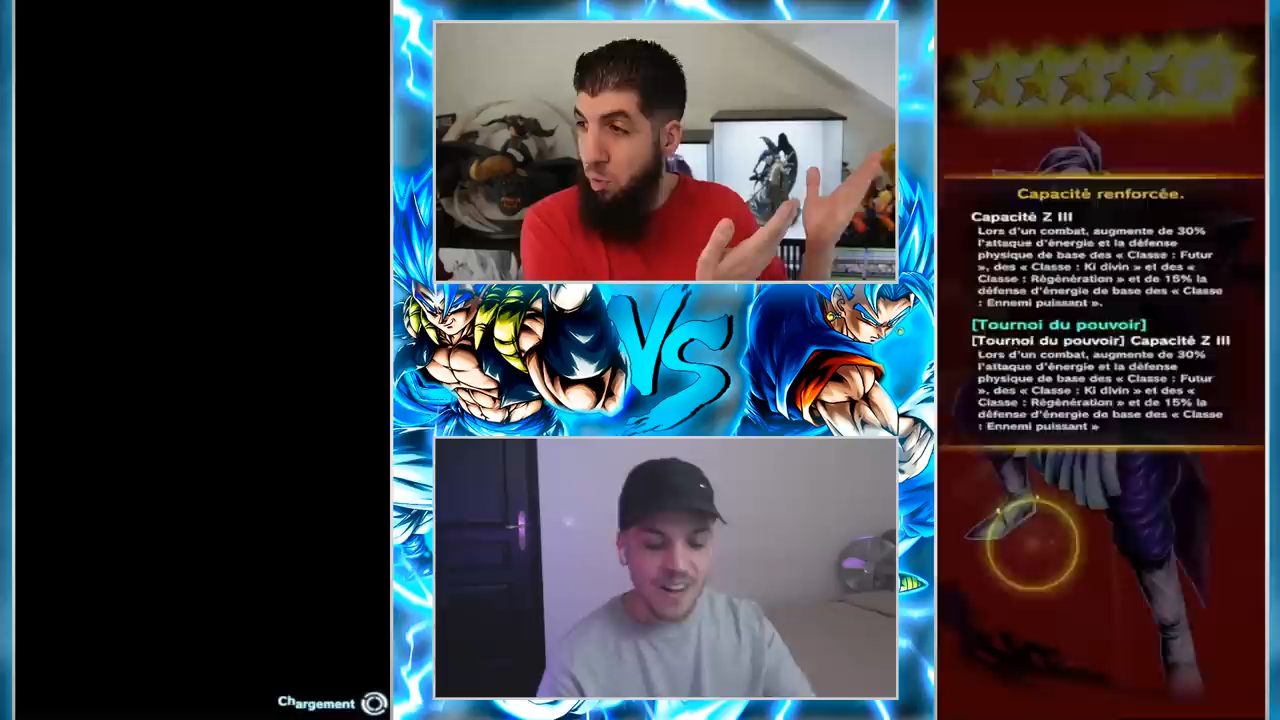 Chargement
VS
Capacité renforcée.
Capacité Z III
Lors d'un combat, augmente de 30%
l'attaque d'énergie et la défense
physique de base des « Classe : Futur
», des « Classe : Ki divin » et des «
Classe : Régénération » et de 15% la
défense d'énergie de base des « Classe
: Ennemi puissant ».
[Tournoi du pouvoir]
[Tournoi du pouvoir] Capacité Z III
Lors d'un combat, augmente de 30%
l'attaque d'énergie et la défense
physique de base des « Classe : Futur
», des « Classe : Ki divin » et des «
Classe : Régénération » et de 15% la
défense d'énergie de base des « Classe
: Ennemi puissant »